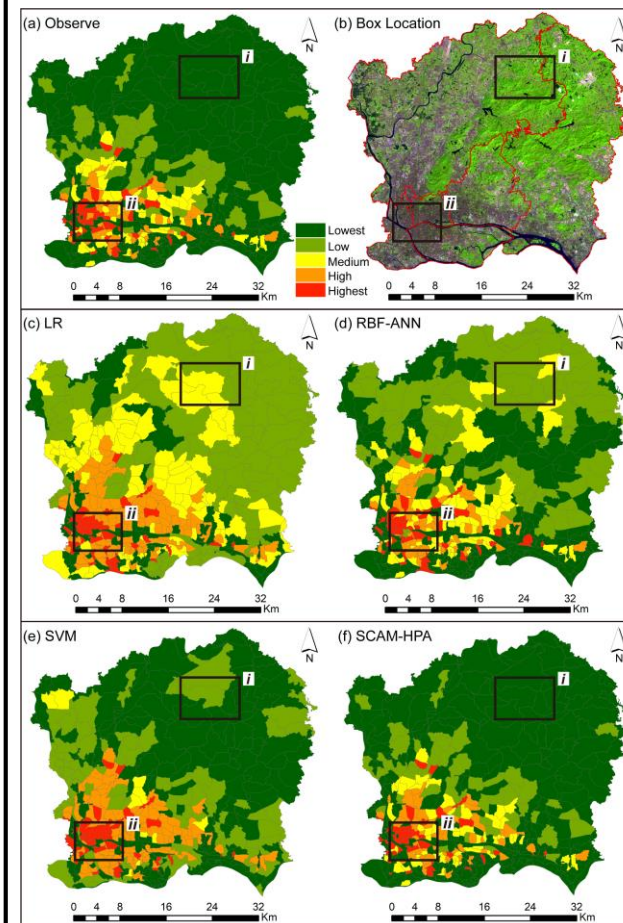 (a) Observe
N
i
ii
0 4 8 16 24 32
Km
Lowest
Low
Medium
High
Highest
(b) Box Location
N
i
ii
0 4 8 16 24 32
Km
(c) LR
N
i
ii
0 4 8 16 24 32
Km
(d) RBF-ANN
N
i
ii
0 4 8 16 24 32
Km
(e) SVM
N
i
ii
0 4 8 16 24 32
Km
(f) SCAM-HPA
N
i
ii
0 4 8 16 24 32
Km